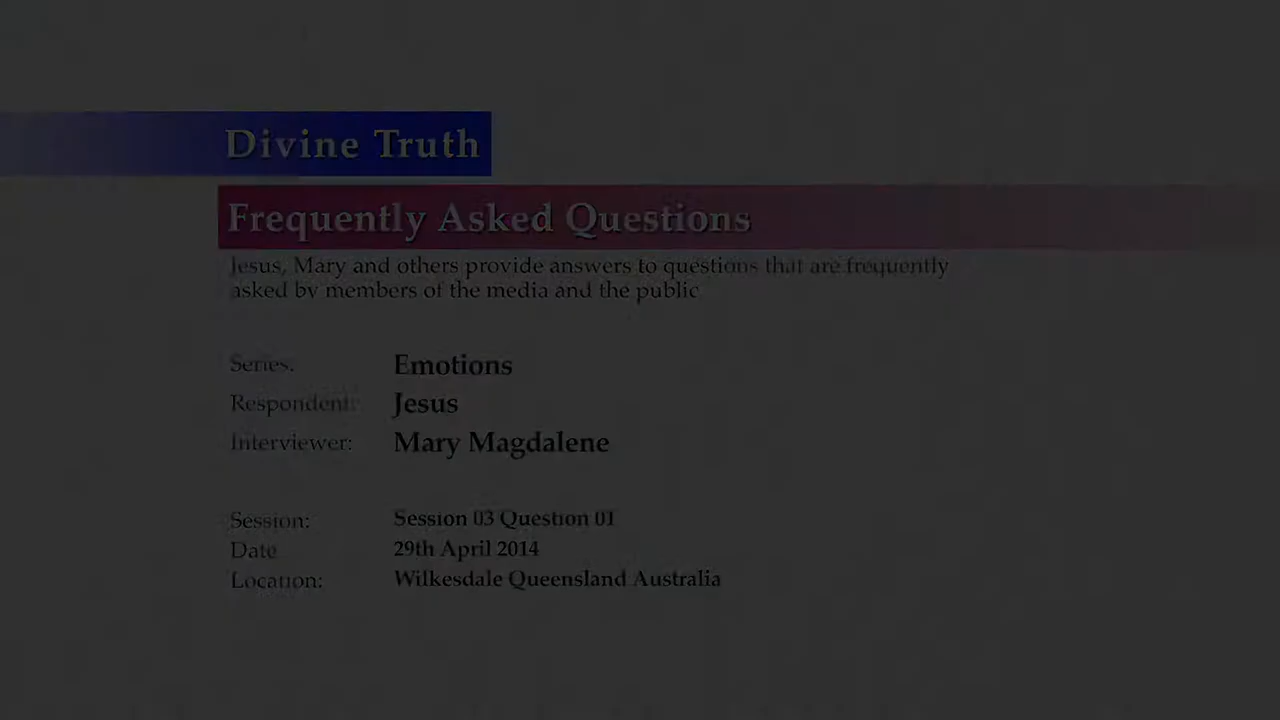 Divine Truth
Frequently Asked Questions
Jesus, Mary and others provide answers to questions that are frequently
asked by members of the media and the public
Series: Emotions
Respondent: Jesus
Interviewer: Mary Magdalene
Session: Session 03 Question 01
Date 29th April 2014
Location: Wilkesdale Queensland Australia